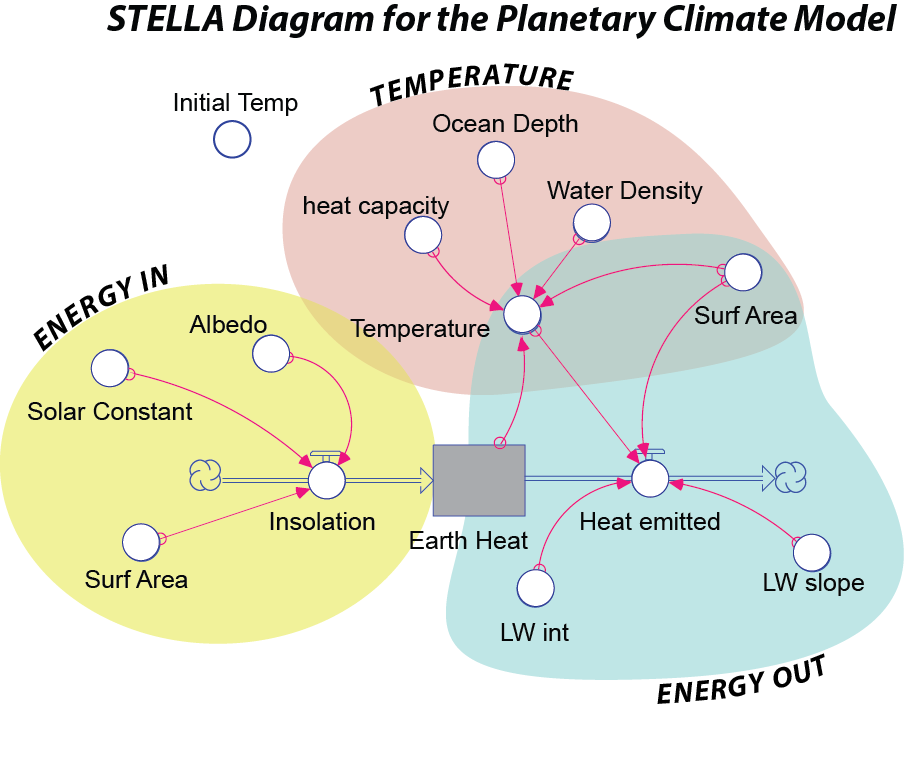 STELLA Diagram for the Planetary Climate Model
TEMPERATURE
Initial Temp
Ocean Depth
Water Density
heat capacity
ENERGY IN
Albedo
Temperature
Surf Area
Solar Constant
Insolation
Heat emitted
Earth Heat
Surf Area
LW slope
LW int
ENERGY OUT